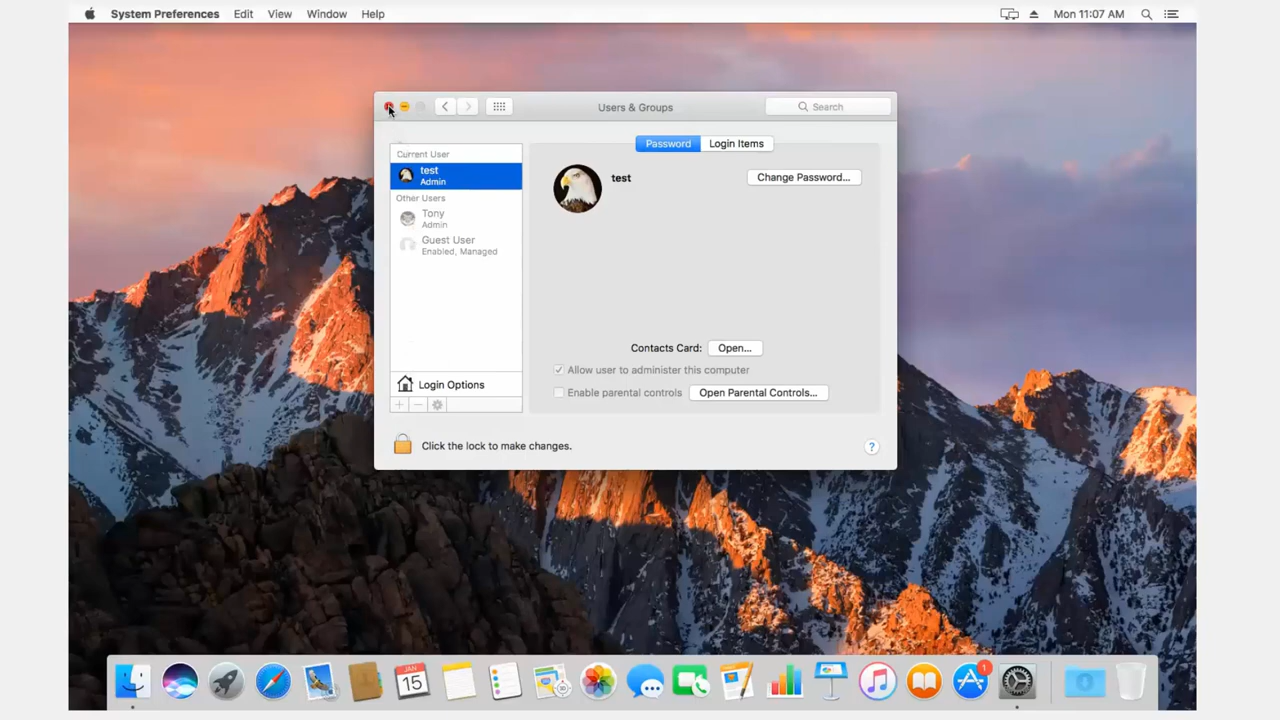 System Preferences Edit View Window Help
Mon 11:07 AM
Users & Groups
Search
Password Login Items
Current User
test
Admin
Other Users
Tony
Admin
Guest User
Enabled, Managed
Login Options
test
Change Password...
Contacts Card: Open...
Allow user to administer this computer
Enable parental controls Open Parental Controls...
Click the lock to make changes.
?
JAN
15
1